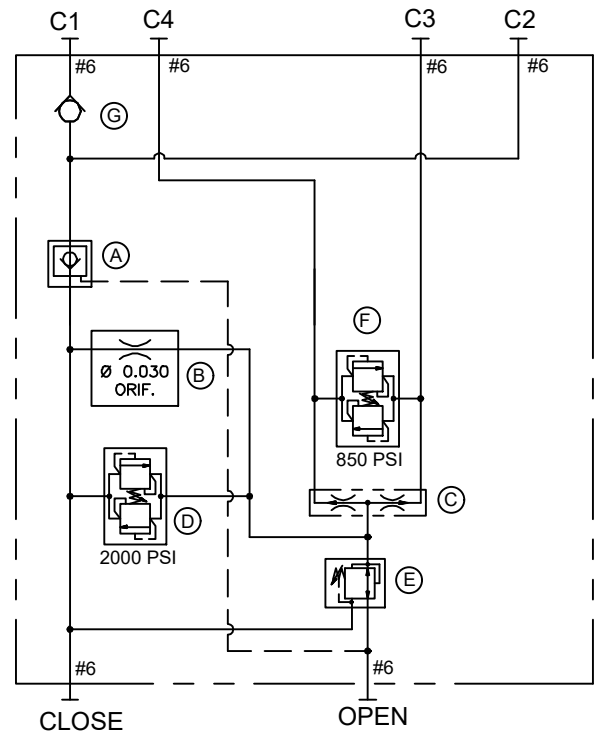 C1 C4 C3 C2
#6 #6 #6 #6
G
A
F
Ø 0.030
ORIF.
B
850 PSI
C
D
2000 PSI
E
#6 #6
CLOSE OPEN